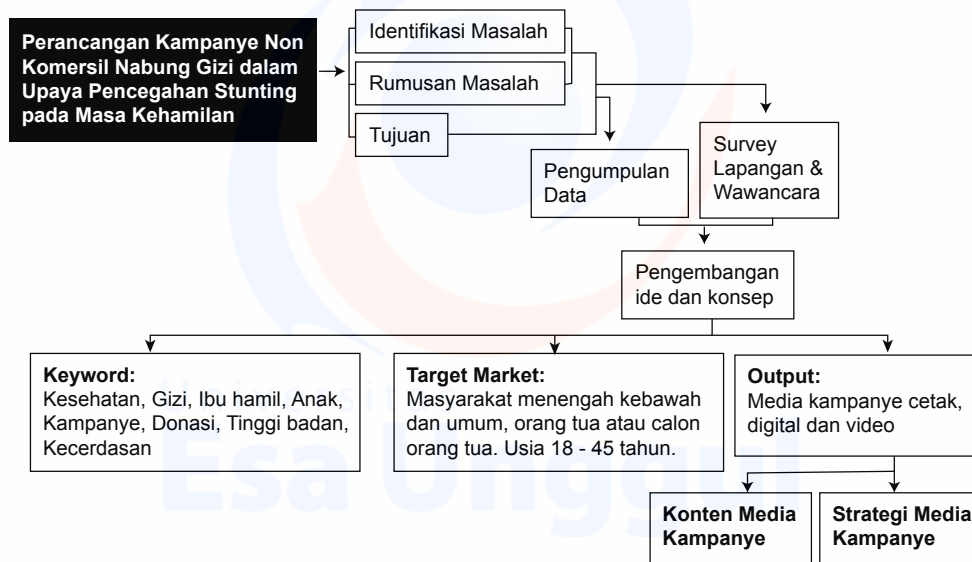 Perancangan Kampanye Non
Komersil Nabung Gizi dalam
Upaya Pencegahan Stunting
pada Masa Kehamilan
Identifikasi Masalah
Rumusan Masalah
Tujuan
Pengumpulan
Data
Survey
Lapangan &
Wawancara
Pengembangan
ide dan konsep
Keyword:
Kesehatan, Gizi, Ibu hamil, Anak,
Kampanye, Donasi, Tinggi badan,
Kecerdasan
Target Market:
Masyarakat menengah kebawah
dan umum, orang tua atau calon
orang tua. Usia 18 - 45 tahun.
Output:
Media kampanye cetak,
digital dan video
Konten Media
Kampanye
Strategi Media
Kampanye
Universitas
Esa Unggul